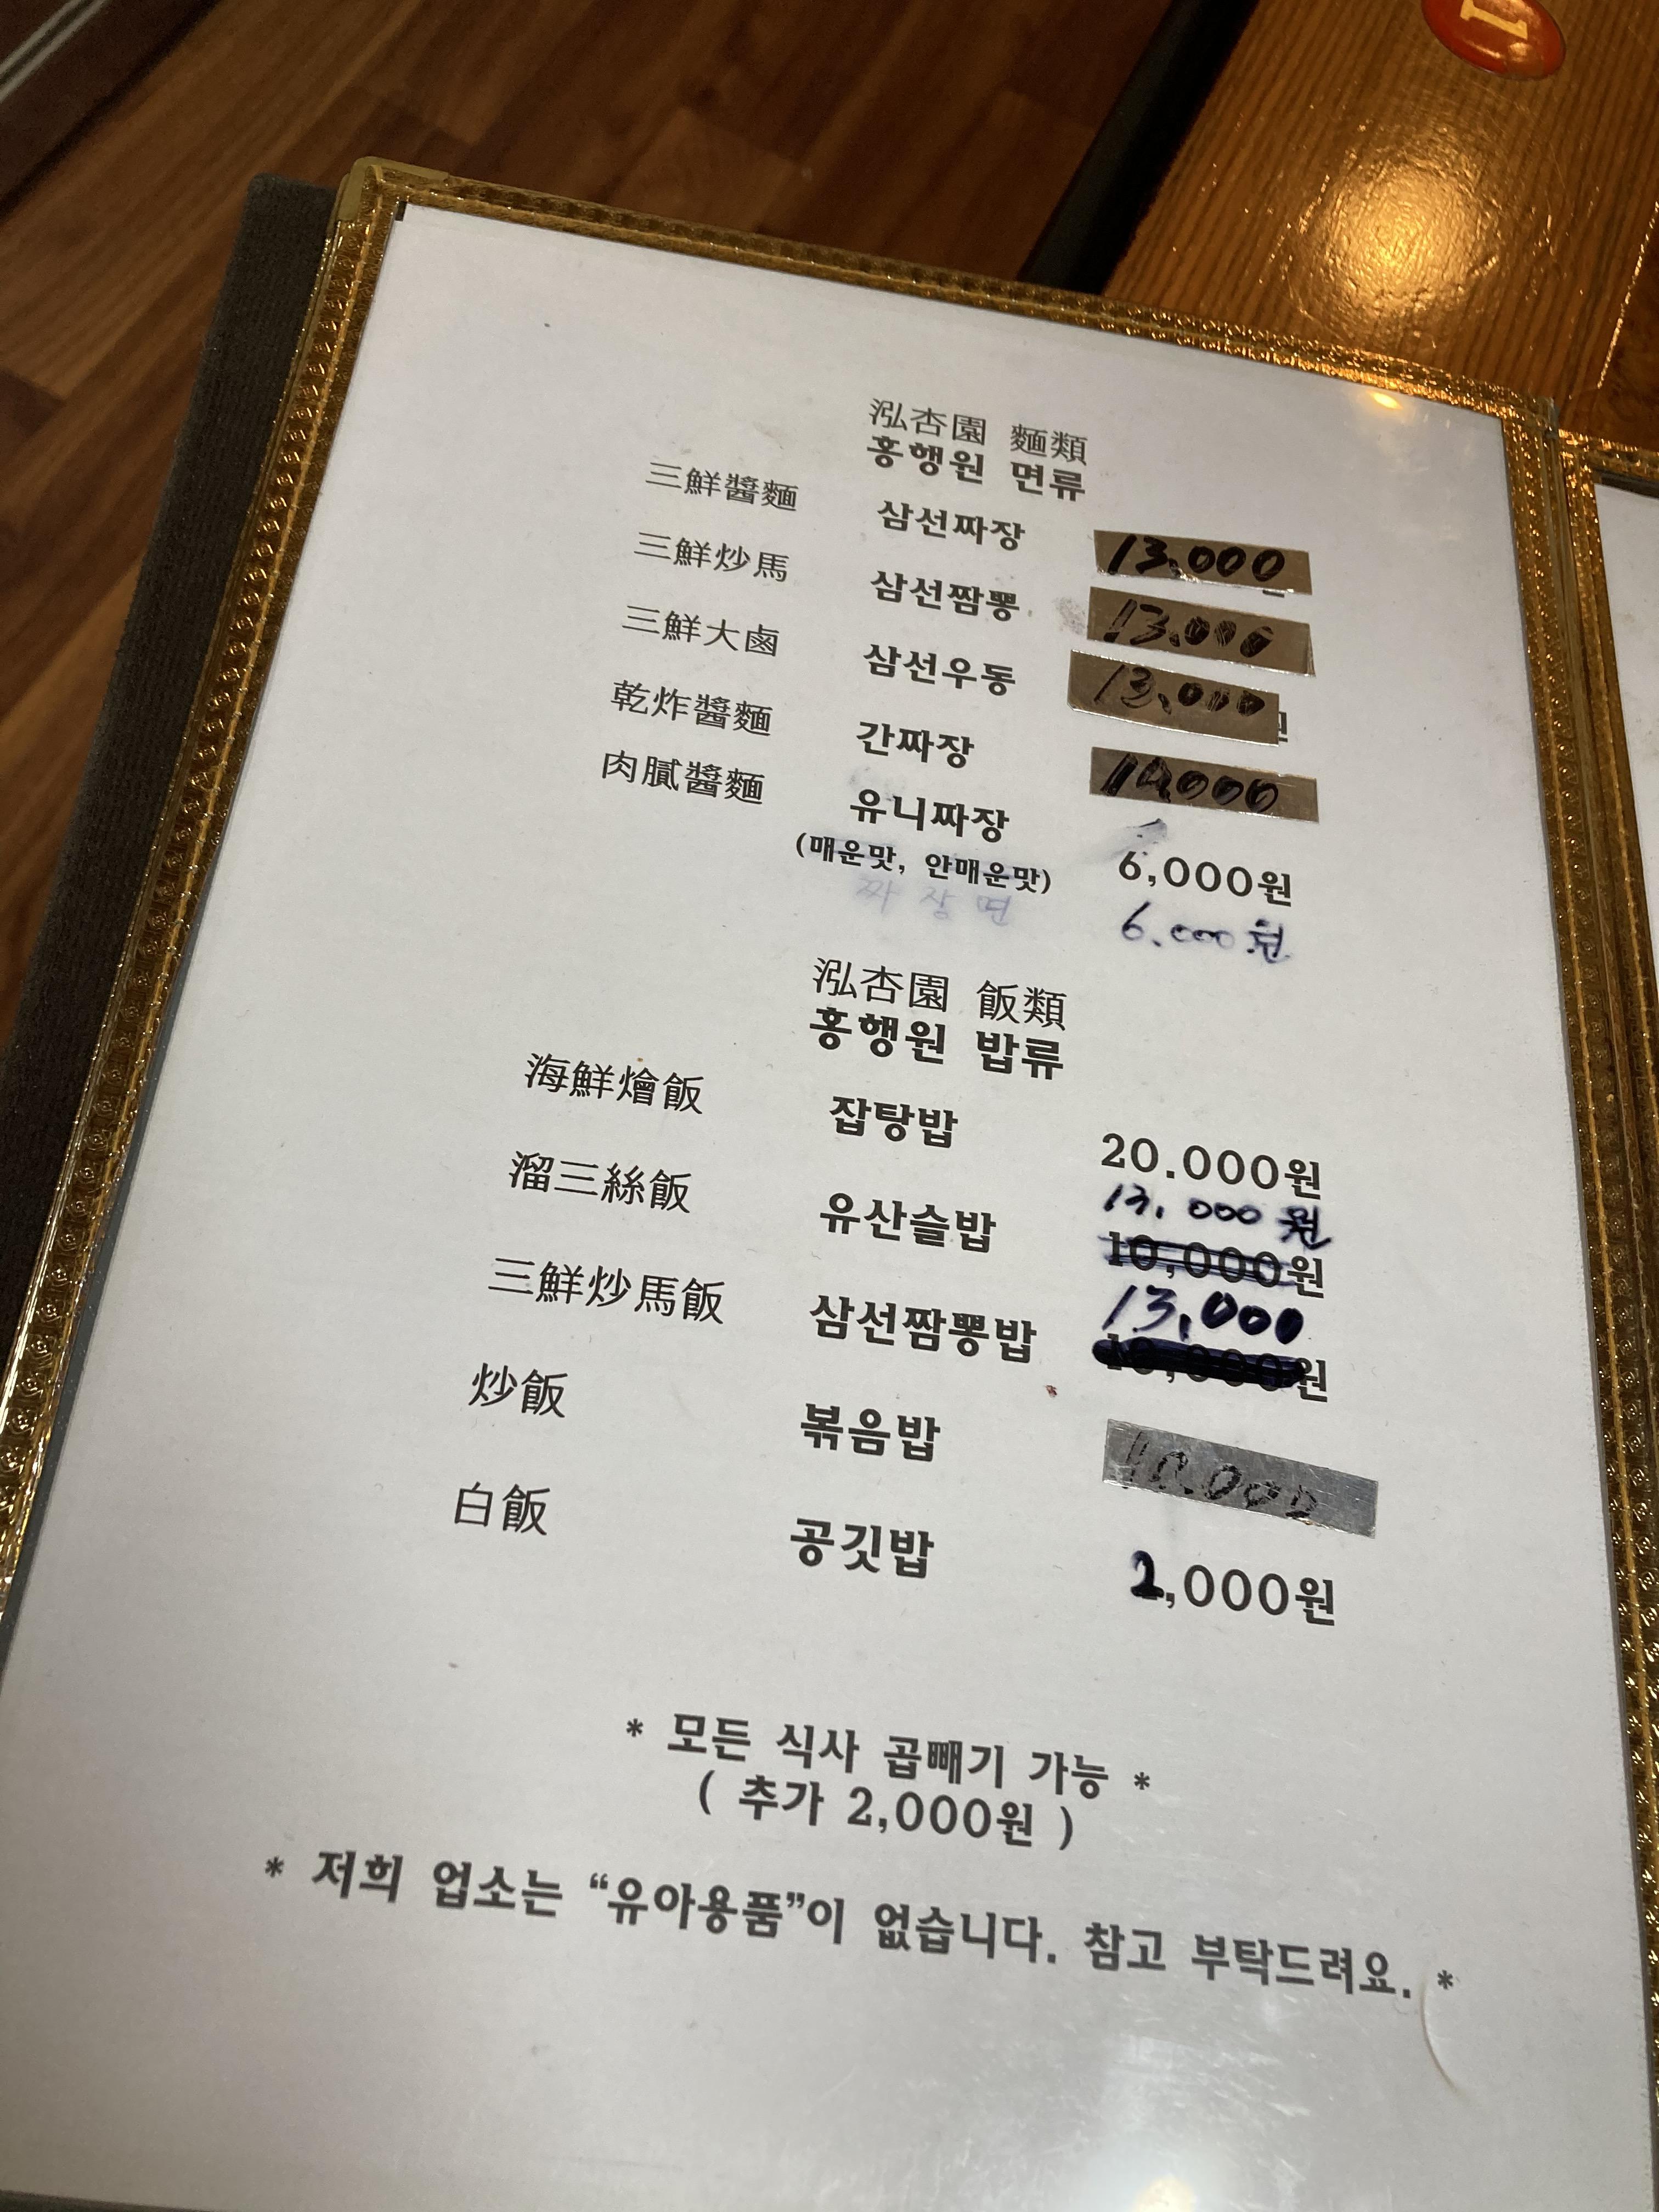 泓杏園 麵類
홍행원 면류
三鮮醬麵 삼선짜장 13,000
三鮮炒馬 삼선짬뽕 13,000
三鮮大鹵 삼선우동 13,000
乾炸醬麵 간짜장
肉膩醬麵 유니짜장 6,000원
(매운맛, 안매운맛)
짜장면 6.000원
泓杏園 飯類
홍행원 밥류
海鮮燴飯 잡탕밥 20.000원
13.000원
溜三絲飯 유산슬밥 10,000원
13,000
三鮮炒馬飯 삼선짬뽕밥 10,000원
炒飯 볶음밥 10.000
白飯 공깃밥 2,000원
* 모든 식사 곱빼기 가능 *
( 추가 2,000원 )
* 저희 업소는 “유아용품”이 없습니다. 참고 부탁드려요. *